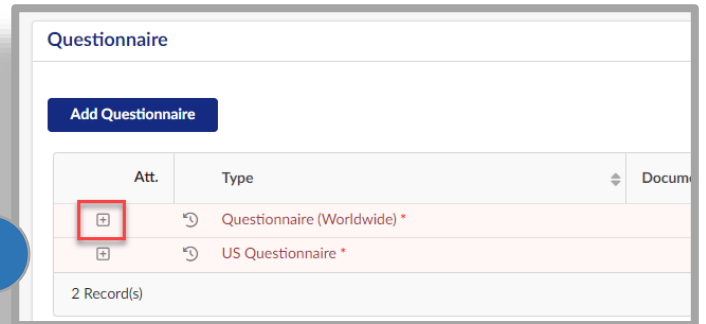 Questionnaire
Add Questionnaire
Att. Type
Questionnaire (Worldwide) *
US Questionnaire *
2 Record(s)